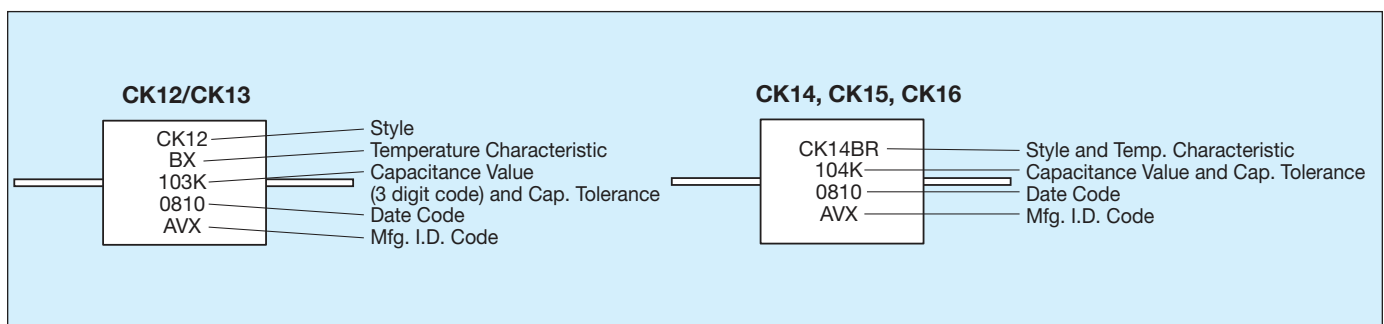 CK12/CK13
CK12
BX
103K
0810
AVX
Style
Temperature Characteristic
Capacitance Value
(3 digit code) and Cap. Tolerance
Date Code
Mfg. I.D. Code
CK14, CK15, CK16
CK14BR
104K
0810
AVX
Style and Temp. Characteristic
Capacitance Value and Cap. Tolerance
Date Code
Mfg. I.D. Code